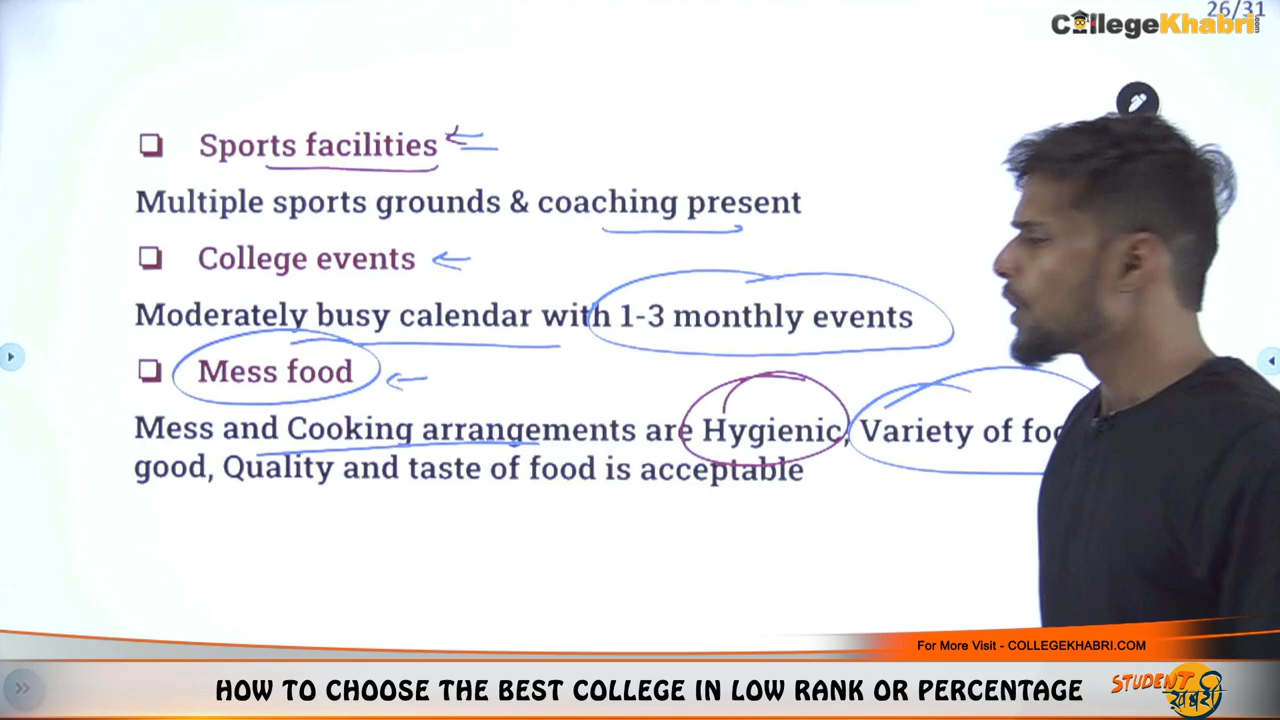 26/31
CollegeKhabri.com
Sports facilities
Multiple sports grounds & coaching present
College events
Moderately busy calendar with 1-3 monthly events
Mess food
Mess and Cooking arrangements are Hygienic, Variety of
good, Quality and taste of food is acceptable
For More Visit - COLLEGEKHABRI.COM
HOW TO CHOOSE THE BEST COLLEGE IN LOW RANK OR PERCENTAGE
STUDENT
ख़बरी